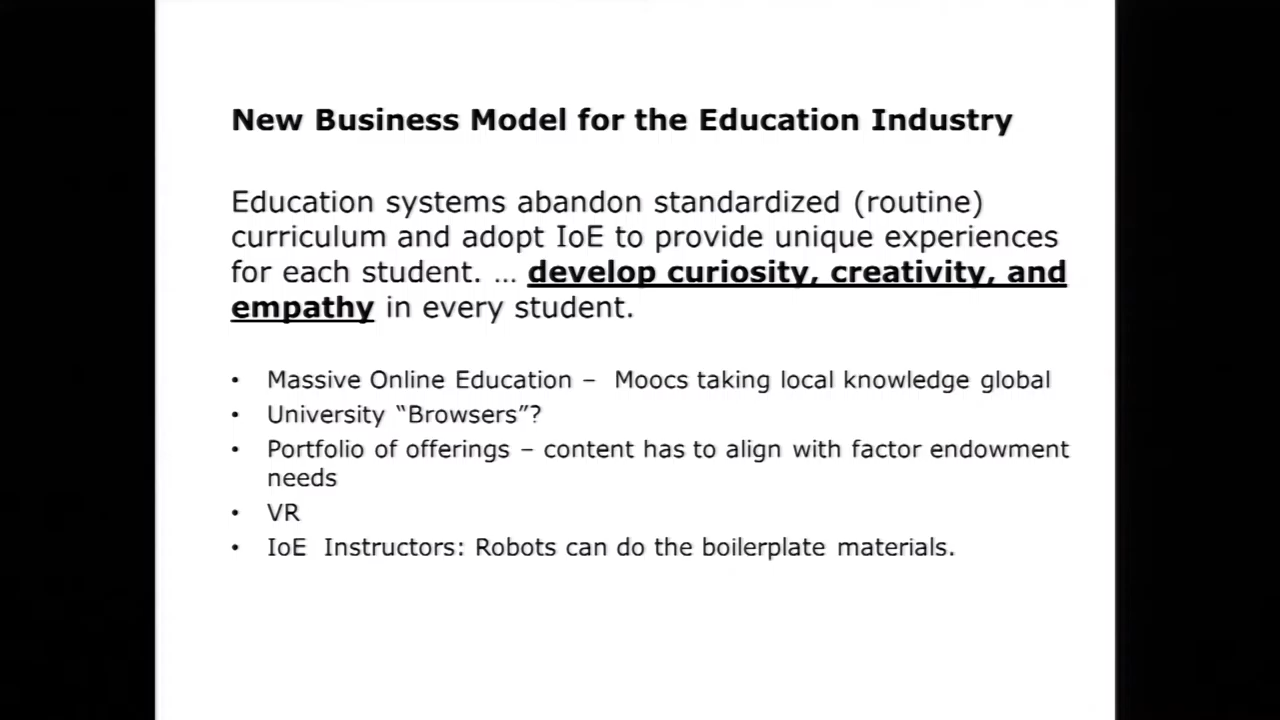 New Business Model for the Education Industry
Education systems abandon standardized (routine)
curriculum and adopt IoE to provide unique experiences
for each student. … develop curiosity, creativity, and
empathy in every student.
• Massive Online Education – Moocs taking local knowledge global
• University “Browsers”?
• Portfolio of offerings – content has to align with factor endowment
needs
• VR
• IoE Instructors: Robots can do the boilerplate materials.